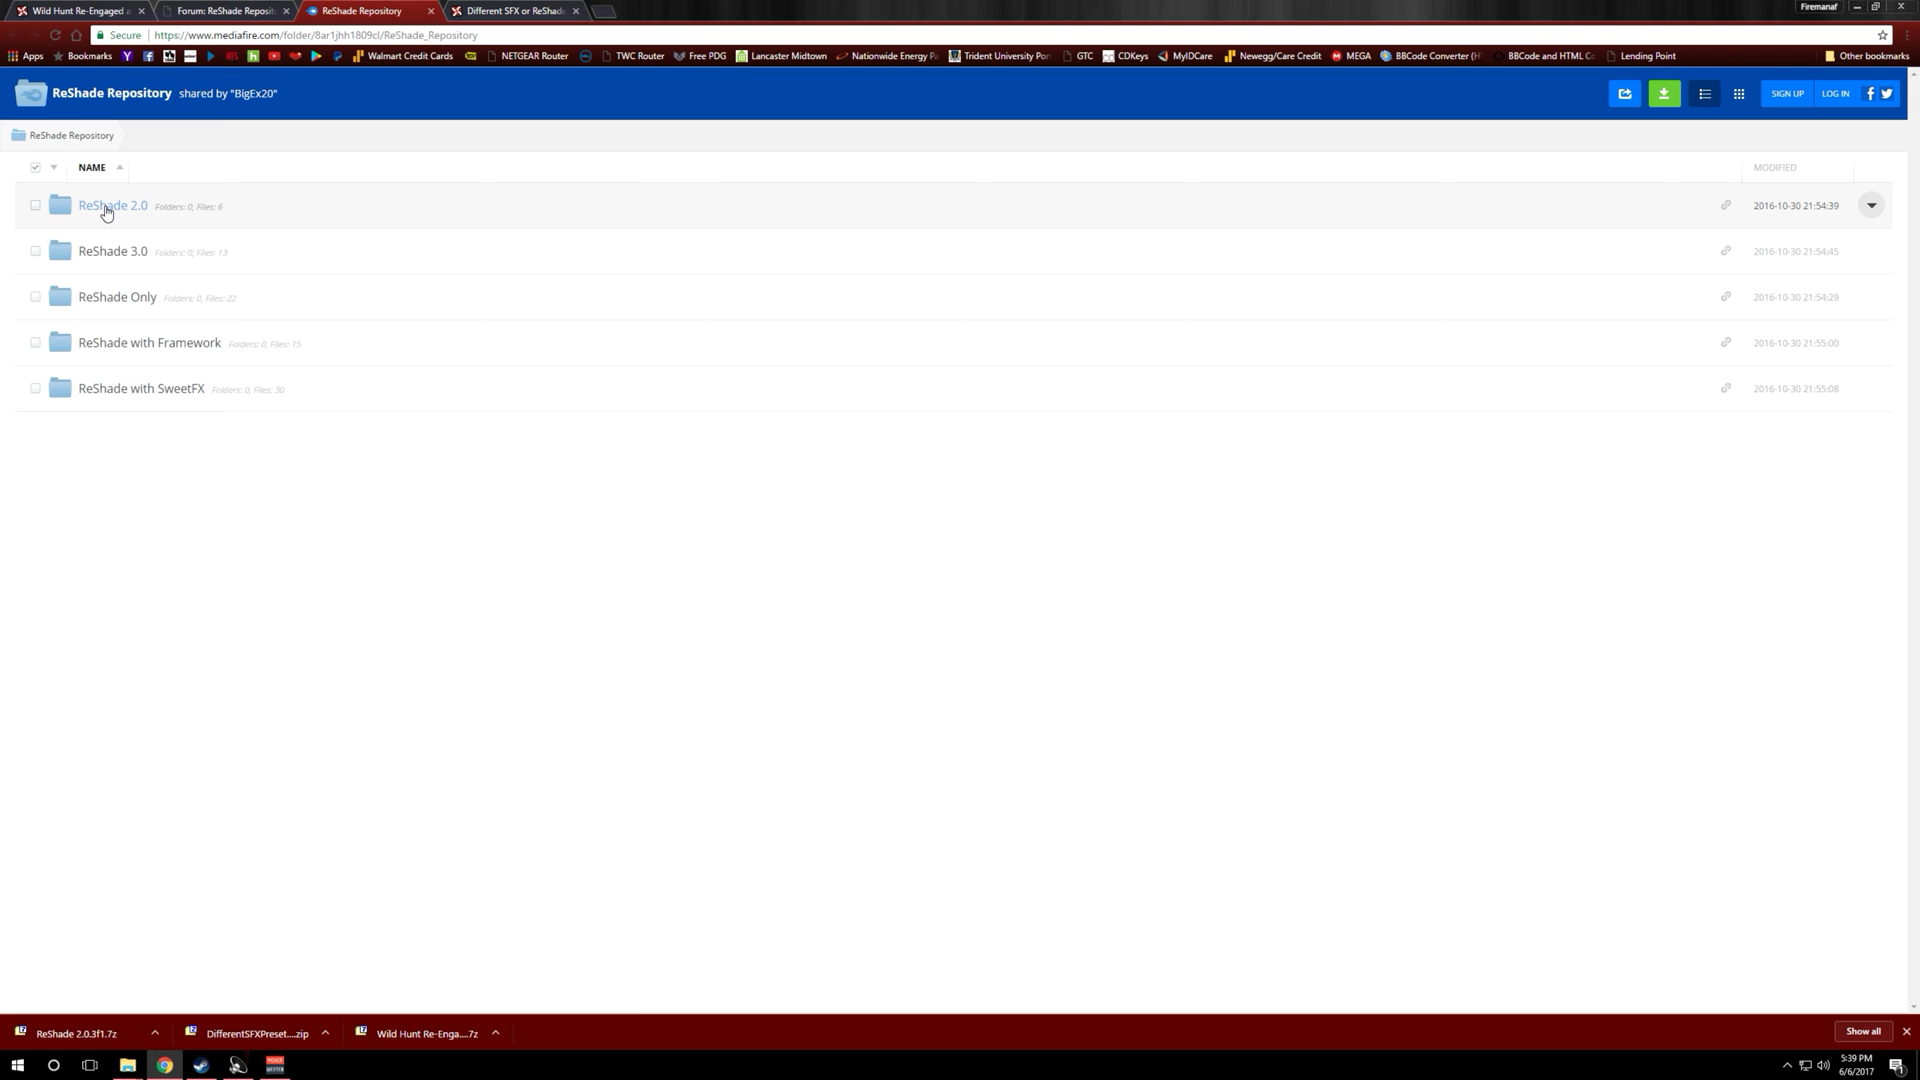 Wild Hunt Re-Engaged a
Forum: ReShade Reposito
ReShade Repository
Different SFX or ReShade
Firemanaf
Secure
https://www.mediafire.com/folder/8ar1jhh1809cl/ReShade_Repository
Apps
Bookmarks
Walmart Credit Cards
NETGEAR Router
TWC Router
Free PDG
Lancaster Midtown
Nationwide Energy Pa
Trident University Por
GTC
CDKeys
MyIDCare
Newegg/Care Credit
MEGA
BBCode Converter (H
BBCode and HTML Co
Lending Point
Other bookmarks
ReShade Repository shared by "BigEx20"
SIGN UP
LOG IN
ReShade Repository
NAME
MODIFIED
ReShade 2.0 Folders: 0, Files: 6 2016-10-30 21:54:39
ReShade 3.0 Folders: 0, Files: 13 2016-10-30 21:54:45
ReShade Only Folders: 0, Files: 22 2016-10-30 21:54:29
ReShade with Framework Folders: 0, Files: 15 2016-10-30 21:55:00
ReShade with SweetFX Folders: 0, Files: 30 2016-10-30 21:55:08
ReShade 2.0.3f1.7z
DifferentSFXPreset....zip
Wild Hunt Re-Enga....7z
Show all
5:39 PM
6/6/2017